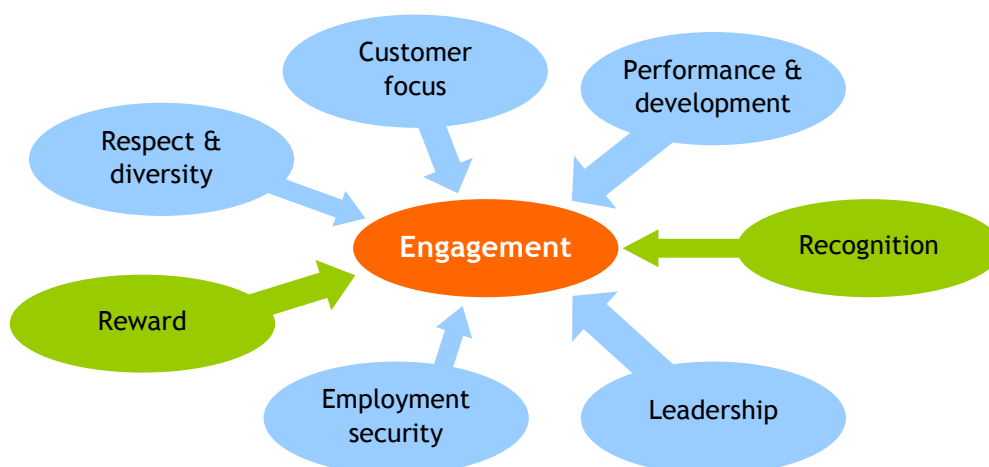 Customer
focus
Performance &
development
Respect &
diversity
Engagement
Recognition
Reward
Employment
security
Leadership